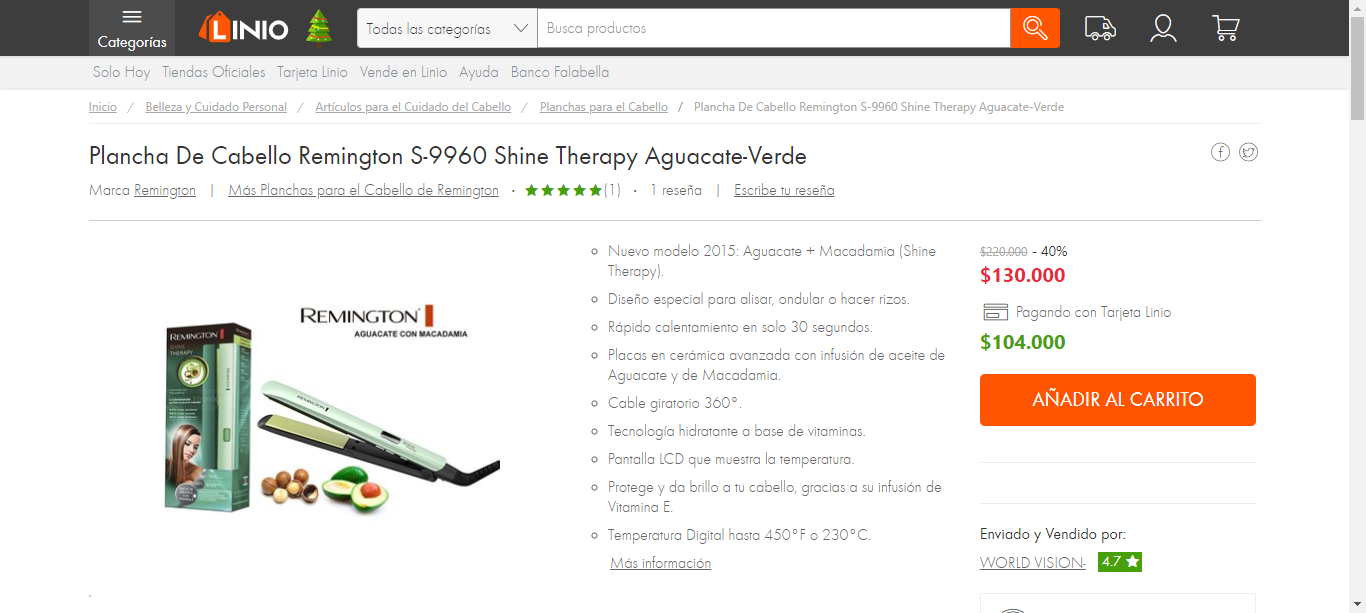 Categorías
LINIO
Todas las categorías
Busca productos
Solo Hoy Tiendas Oficiales Tarjeta Linio Vende en Linio Ayuda Banco Falabella
Inicio / Belleza y Cuidado Personal / Artículos para el Cuidado del Cabello / Planchas para el Cabello / Plancha De Cabello Remington S-9960 Shine Therapy Aguacate-Verde
Plancha De Cabello Remington S-9960 Shine Therapy Aguacate-Verde
Marca Remington | Más Planchas para el Cabello de Remington · (1) · 1 reseña | Escribe tu reseña
REMINGTON
AGUACATE CON MACADAMIA
REMINGTON
SHINE
THERAPY
REMINGTON
Nuevo modelo 2015: Aguacate + Macadamia (Shine
Therapy).
Diseño especial para alisar, ondular o hacer rizos.
Rápido calentamiento en solo 30 segundos.
Placas en cerámica avanzada con infusión de aceite de
Aguacate y de Macadamia.
Cable giratorio 360°.
Tecnología hidratante a base de vitaminas.
Pantalla LCD que muestra la temperatura.
Protege y da brillo a tu cabello, gracias a su infusión de
Vitamina E.
Temperatura Digital hasta 450°F o 230°C.
Más información
$220.000 - 40%
$130.000
Pagando con Tarjeta Linio
$104.000
AÑADIR AL CARRITO
Enviado y Vendido por:
WORLD VISION- 4.7